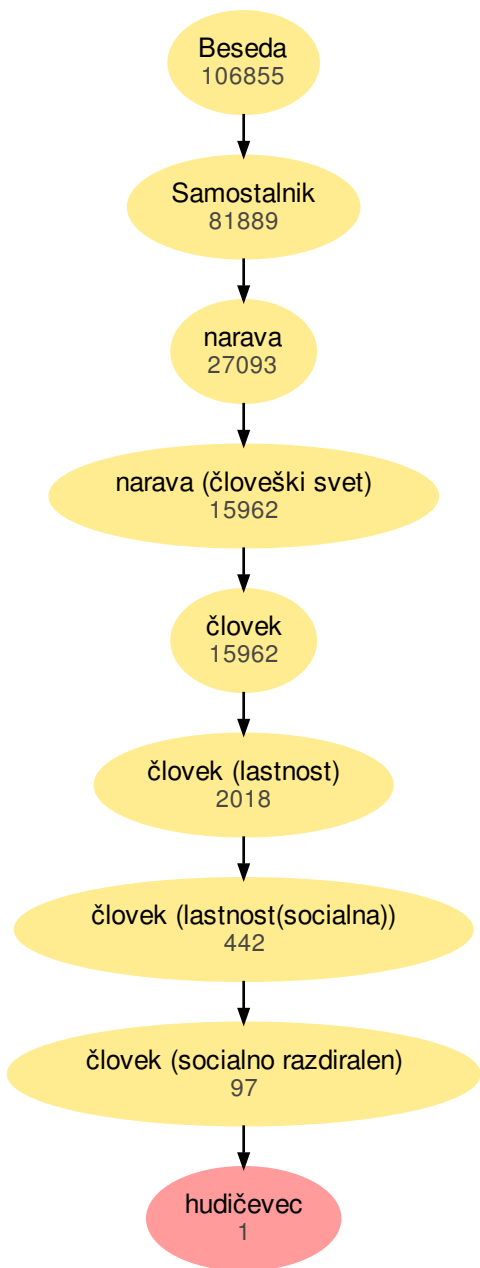 Beseda
106855
Samostalnik
81889
narava
27093
narava (človeški svet)
15962
človek
15962
človek (lastnost)
2018
človek (lastnost(socialna))
442
človek (socialno razdiralen)
97
hudičevec
1